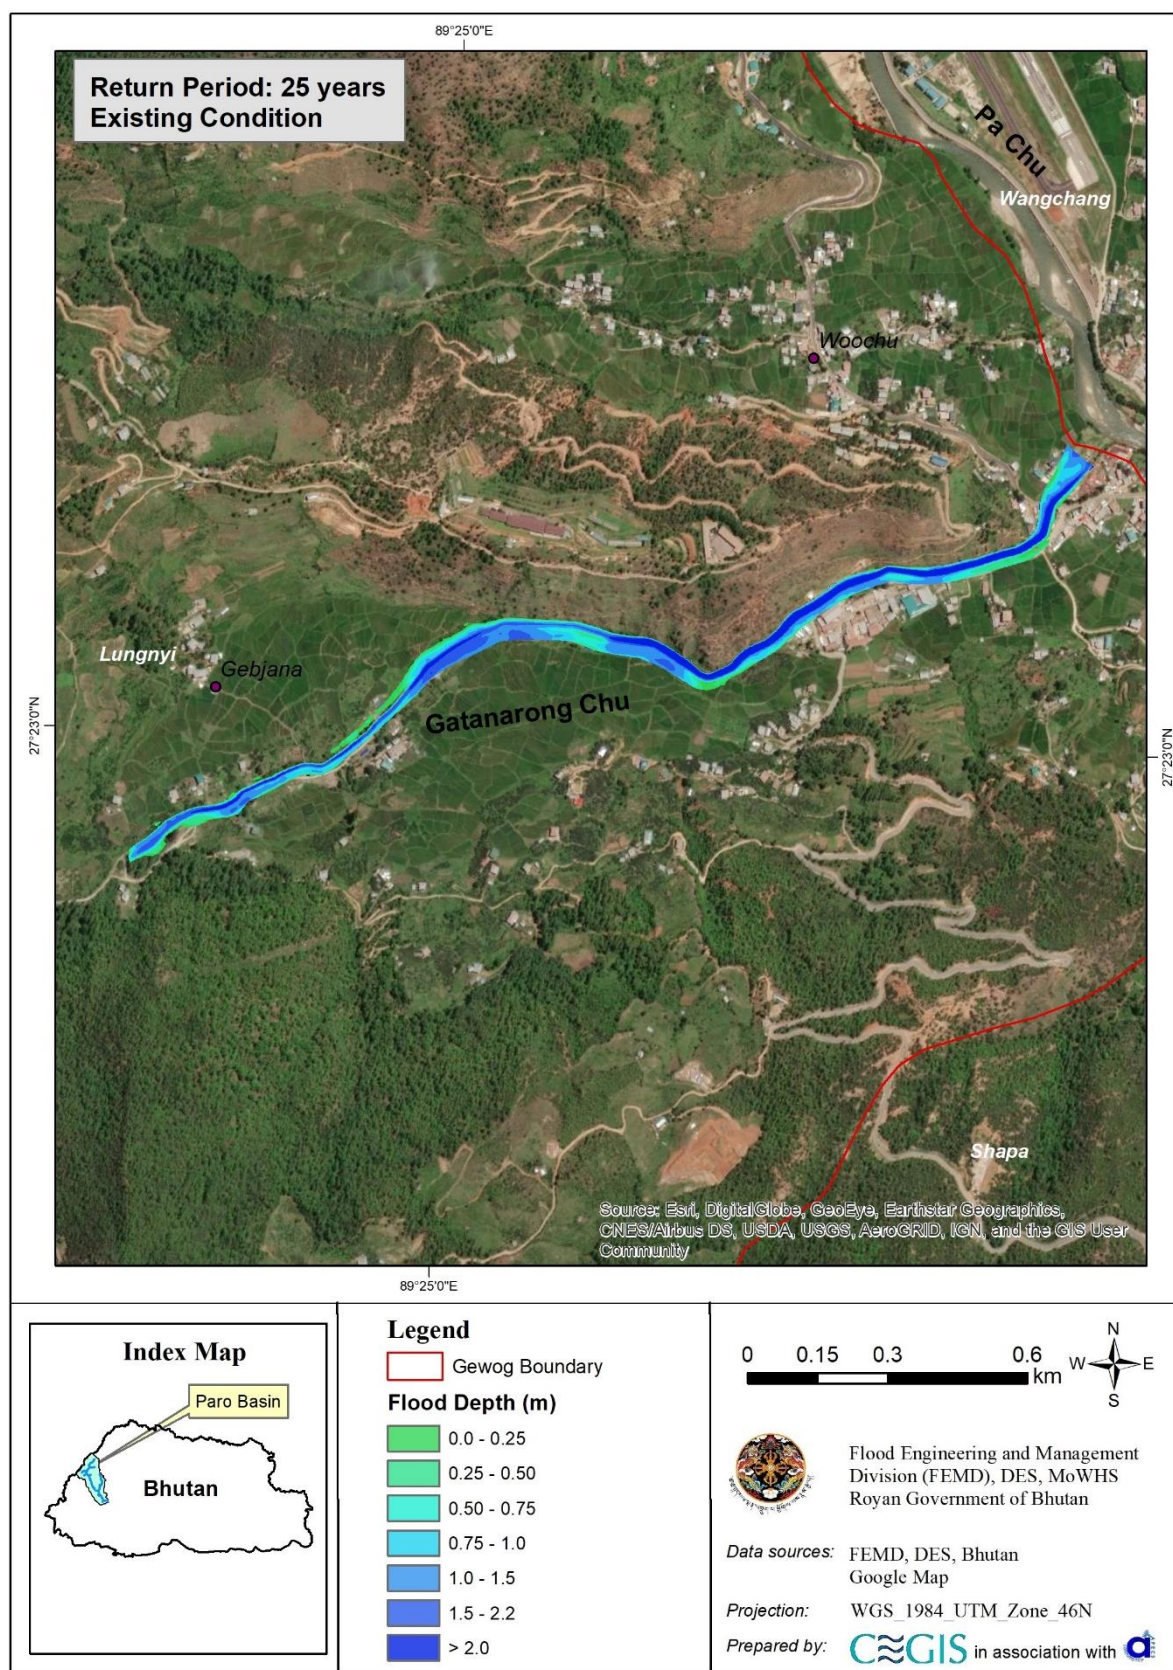 89°25'0"E
Return Period: 25 years
Existing Condition
Pa Chu
Wangchang
Woochu
Lungnyi
Gebjana
Gatanarong Chu
27°23'0"N
27°23'0"N
Shapa
Source: Esri, DigitalGlobe, GeoEye, Earthstar Geographics,
CNES/Airbus DS, USDA, USGS, AeroGRID, IGN, and the GIS User
Community
89°25'0"E
Index Map
Paro Basin
Bhutan
Legend
Gewog Boundary
Flood Depth (m)
0.0 - 0.25
0.25 - 0.50
0.50 - 0.75
0.75 - 1.0
1.0 - 1.5
1.5 - 2.2
> 2.0
0 0.15 0.3 0.6
km
N
W E
S
Flood Engineering and Management
Division (FEMD), DES, MoWHS
Royan Government of Bhutan
Data sources: FEMD, DES, Bhutan
Google Map
Projection: WGS_1984_UTM_Zone_46N
Prepared by: CEGIS in association with